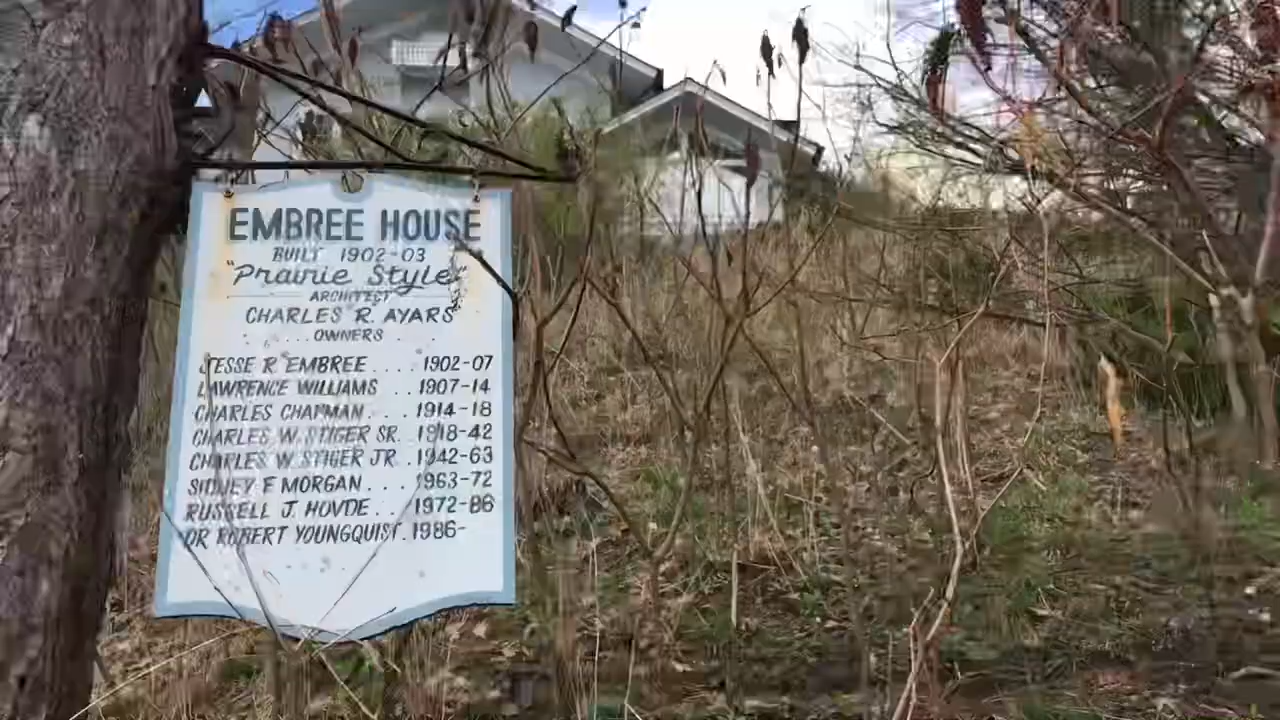 EMBREE HOUSE
BUILT 1902-03
"Prairie Style"
ARCHITECT
CHARLES R. AYARS
. . . . . OWNERS . .
JESSE R EMBREE . . . . 1902-07
LAWRENCE WILLIAMS . . 1907-14
CHARLES CHAPMAN . . . 1914-18
CHARLES W. STIGER SR. . 1918-42
CHARLES W. STIGER JR. . 1942-63
SIDNEY F MORGAN . . . 1963-72
RUSSELL J. HOVDE . . 1972-86
DR ROBERT YOUNGQUIST . 1986-